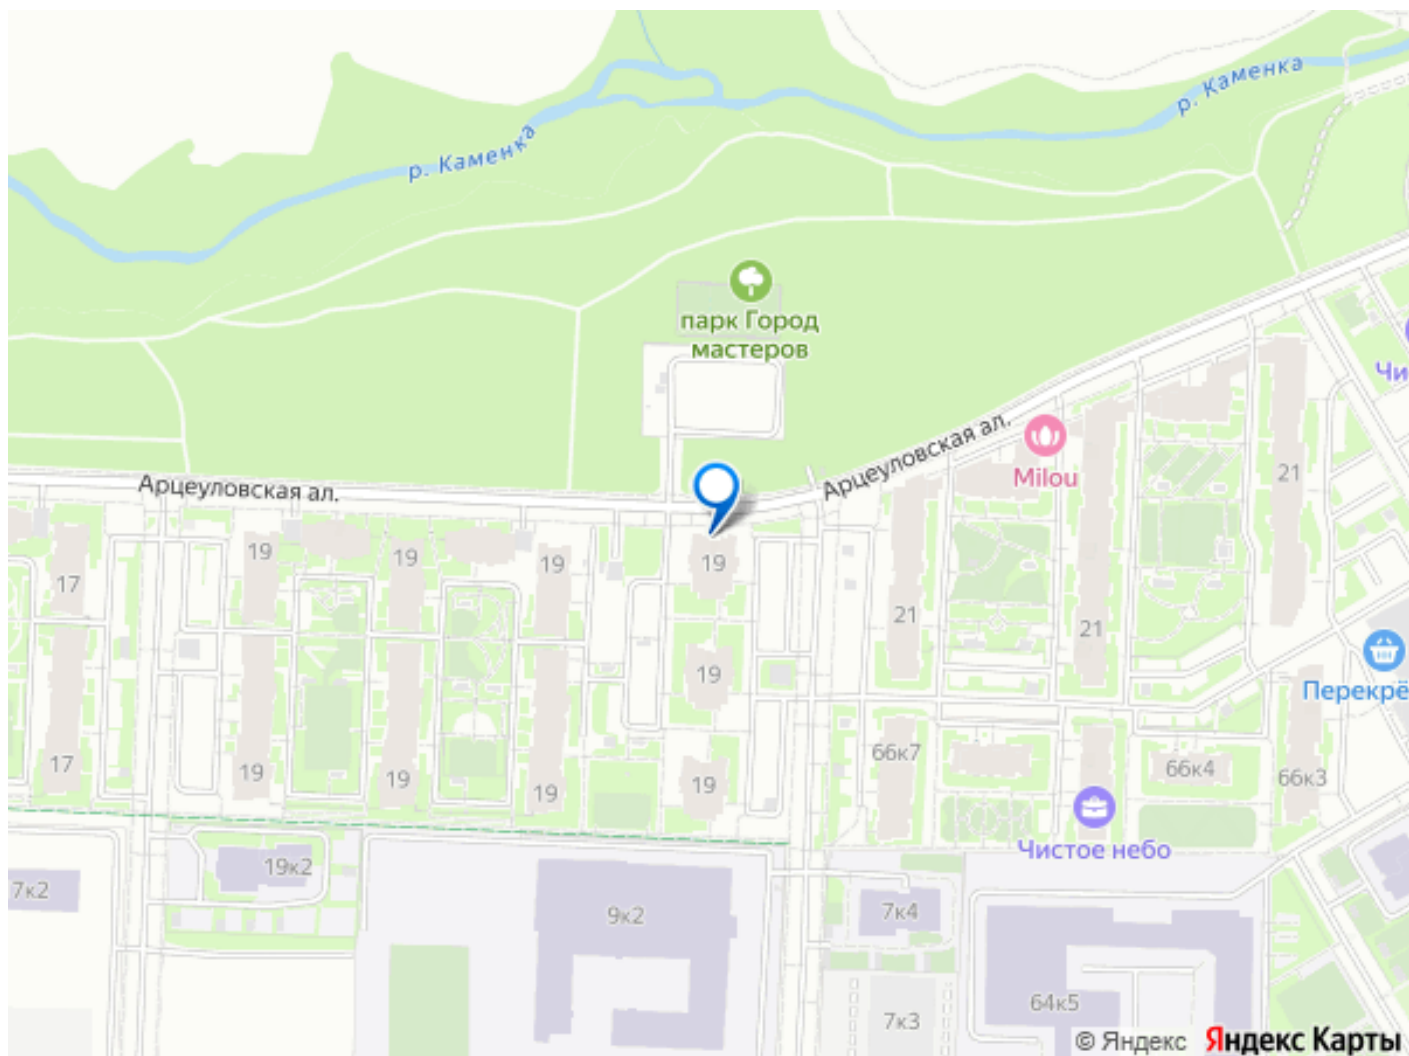 р. Каменка
р. Каменка
парк Город
мастеров
Чи
Арцеуловская ал.
Milou
21
Арцеуловская ал.
19
19
19
19
17
21
21
19
Перекрё
66к7
66к4
66к3
17
19
19
19
19
Чистое небо
19к2
7к2
9к2
7к4
64к5
7к3
© Яндекс Яндекс Карты